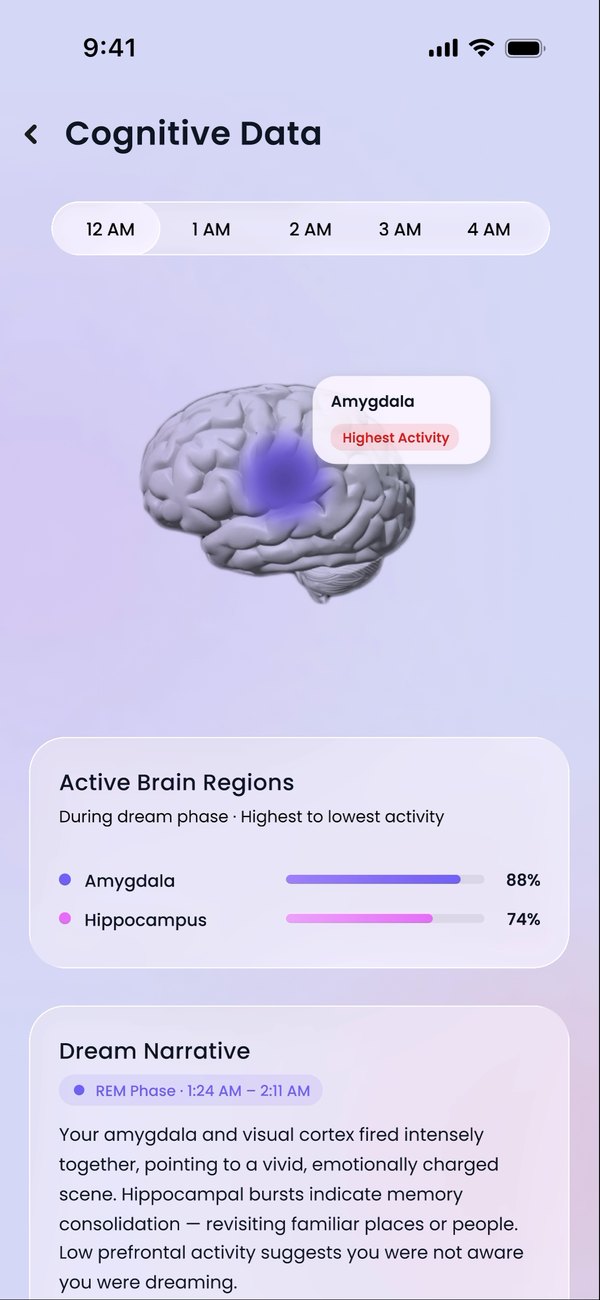 9:41
Cognitive Data
12 AM 1 AM 2 AM 3 AM 4 AM
Amygdala
Highest Activity
Active Brain Regions
During dream phase · Highest to lowest activity
Amygdala 88%
Hippocampus 74%
Dream Narrative
REM Phase · 1:24 AM – 2:11 AM
Your amygdala and visual cortex fired intensely
together, pointing to a vivid, emotionally charged
scene. Hippocampal bursts indicate memory
consolidation — revisiting familiar places or people.
Low prefrontal activity suggests you were not aware
you were dreaming.